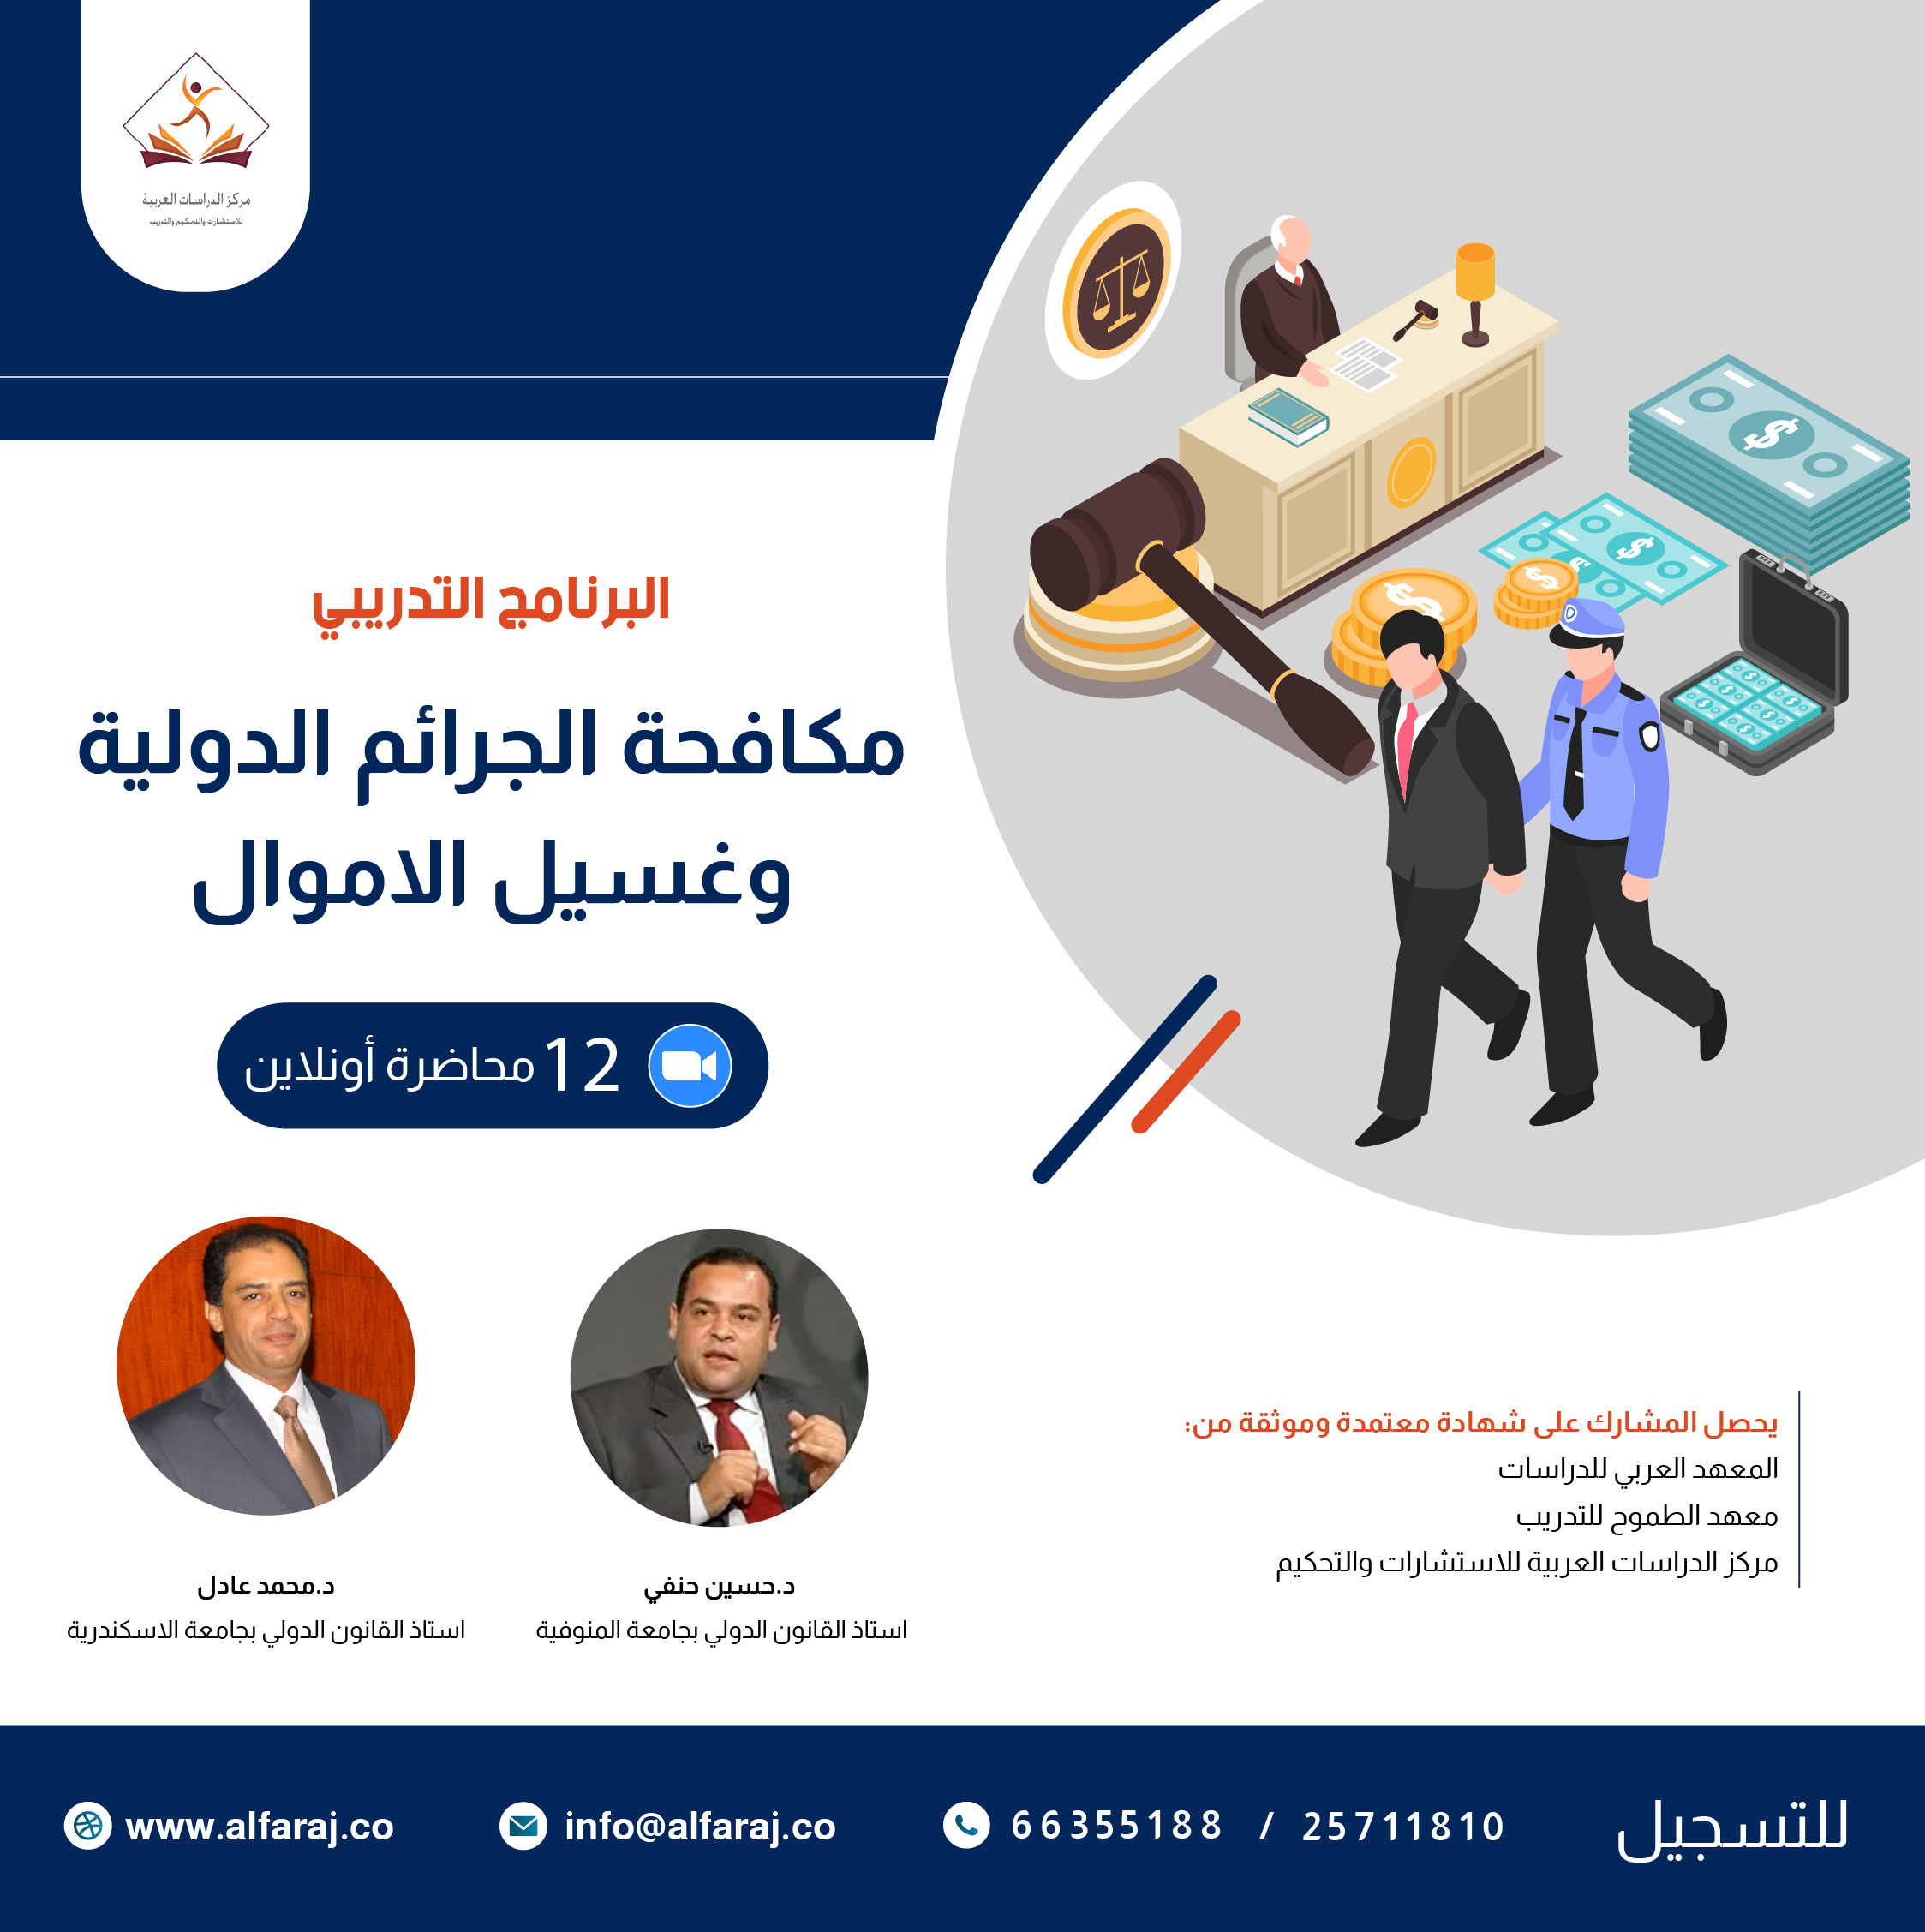 مركز الدراسات العربية
للاستشارات والتحكيم والتدريب
البرنامج التدريبي
مكافحة الجرائم الدولية
وغسيل الاموال
12 محاضرة أونلاين
د.حسين حنفي
استاذ القانون الدولي بجامعة المنوفية
د.محمد عادل
استاذ القانون الدولي بجامعة الاسكندرية
يحصل المشارك على شهادة معتمدة وموثقة من:
المعهد العربي للدراسات
معهد الطموح للتدريب
مركز الدراسات العربية للاستشارات والتحكيم
للتسجيل
66355188 / 25711810
info@alfaraj.co
www.alfaraj.co